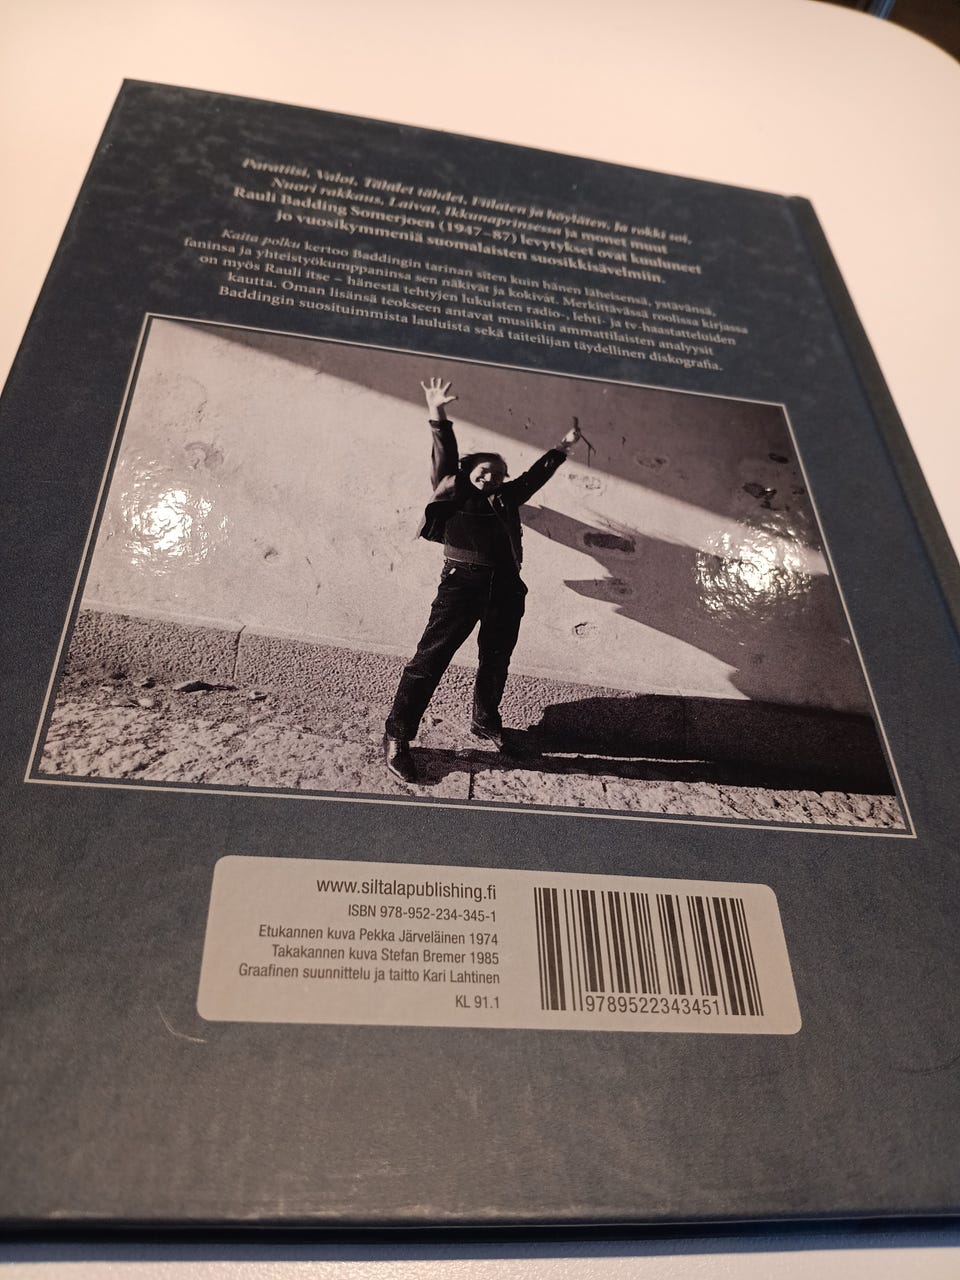 Paratiisi, Valot, Tähdet tähdet, Fiilaten ja höyläten, Ja rokki soi,
Nuori rakkaus, Laivat, Ikkunaprinsessa ja monet muut
Rauli Badding Somerjoen (1947–87) levytykset ovat kuuluneet
jo vuosikymmeniä suomalaisten suosikkisävelmiin.
Kaita polku kertoo Baddingin tarinan siten kuin hänen läheisensä, ystävänsä,
faninsa ja yhteistyökumppaninsa sen näkivät ja kokivat. Merkittävässä roolissa kirjassa
on myös Rauli itse – hänestä tehtyjen lukuisten radio-, lehti- ja tv-haastatteluiden
kautta. Oman lisänsä teokseen antavat musiikin ammattilaisten analyysit
Baddingin suosituimmista lauluista sekä taiteilijan täydellinen diskografia.
www.siltalapublishing.fi
ISBN 978-952-234-345-1
Etukannen kuva Pekka Järveläinen 1974
Takakannen kuva Stefan Bremer 1985
Graafinen suunnittelu ja taitto Kari Lahtinen
KL 91.1
9789522343451